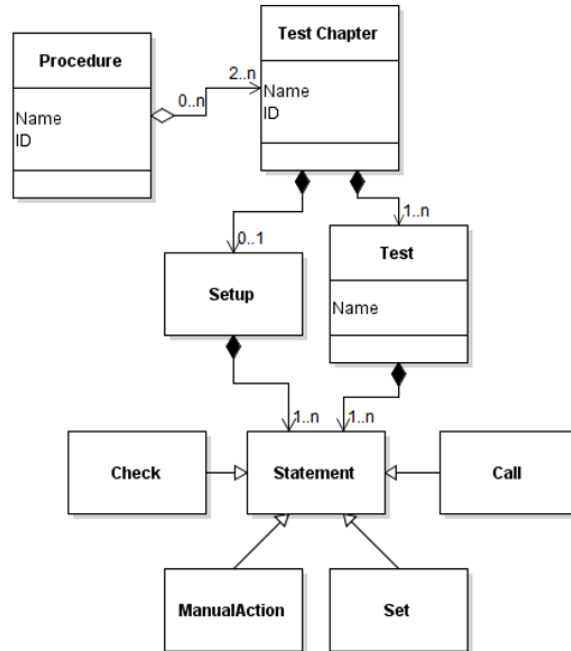 Procedure
Name
ID
0..n
2..n
Test Chapter
Name
ID
0..1
1..n
Setup
Test
Name
1..n
1..n
Check
Statement
Call
ManualAction
Set